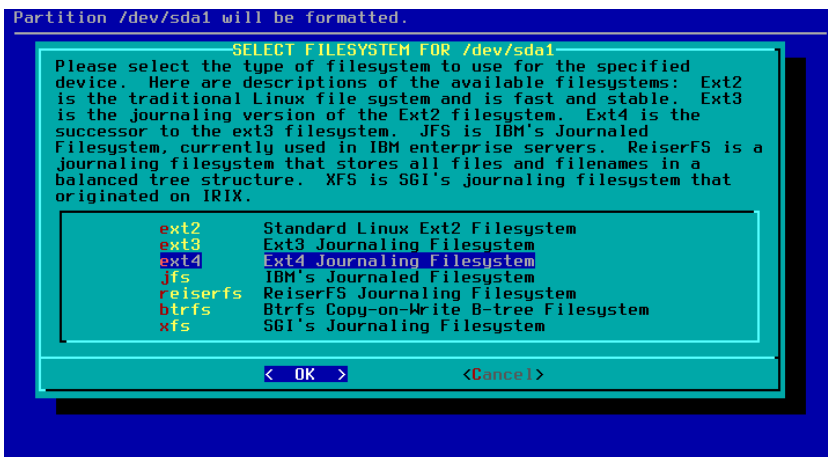 Partition /dev/sda1 will be formatted.
SELECT FILESYSTEM FOR /dev/sda1
Please select the type of filesystem to use for the specified
device.  Here are descriptions of the available filesystems:  Ext2
is the traditional Linux file system and is fast and stable.  Ext3
is the journaling version of the Ext2 filesystem.  Ext4 is the
successor to the ext3 filesystem.  JFS is IBM's Journaled
Filesystem, currently used in IBM enterprise servers.  ReiserFS is a
journaling filesystem that stores all files and filenames in a
balanced tree structure.  XFS is SGI's journaling filesystem that
originated on IRIX.
ext2 Standard Linux Ext2 Filesystem
ext3 Ext3 Journaling Filesystem
ext4 Ext4 Journaling Filesystem
jfs IBM's Journaled Filesystem
reiserfs ReiserFS Journaling Filesystem
btrfs Btrfs Copy-on-Write B-tree Filesystem
xfs SGI's Journaling Filesystem
< OK > <Cancel>